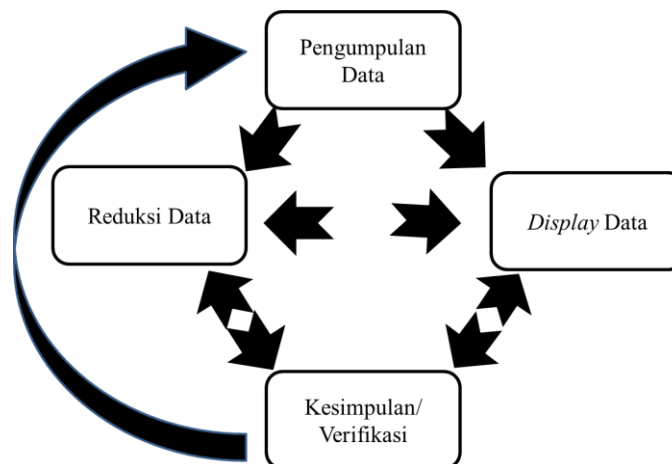 Pengumpulan
Data
Reduksi Data
Display Data
Kesimpulan/
Verifikasi